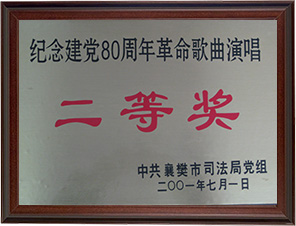 纪念建党80周年革命歌曲演唱
二等奖
中共襄樊市司法局党组
二〇〇一年七月一日